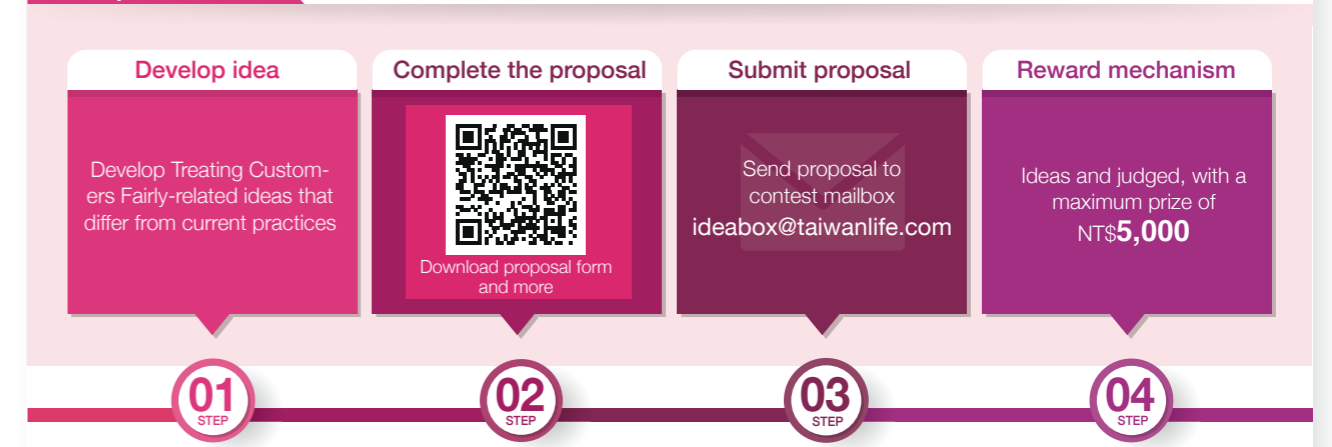 Develop idea
Develop Treating Custom-
ers Fairly-related ideas that
differ from current practices
01
STEP
Complete the proposal
Download proposal form
and more
02
STEP
Submit proposal
Send proposal to
contest mailbox
ideabox@taiwanlife.com
03
STEP
Reward mechanism
Ideas and judged, with a
maximum prize of
NT$5,000
04
STEP